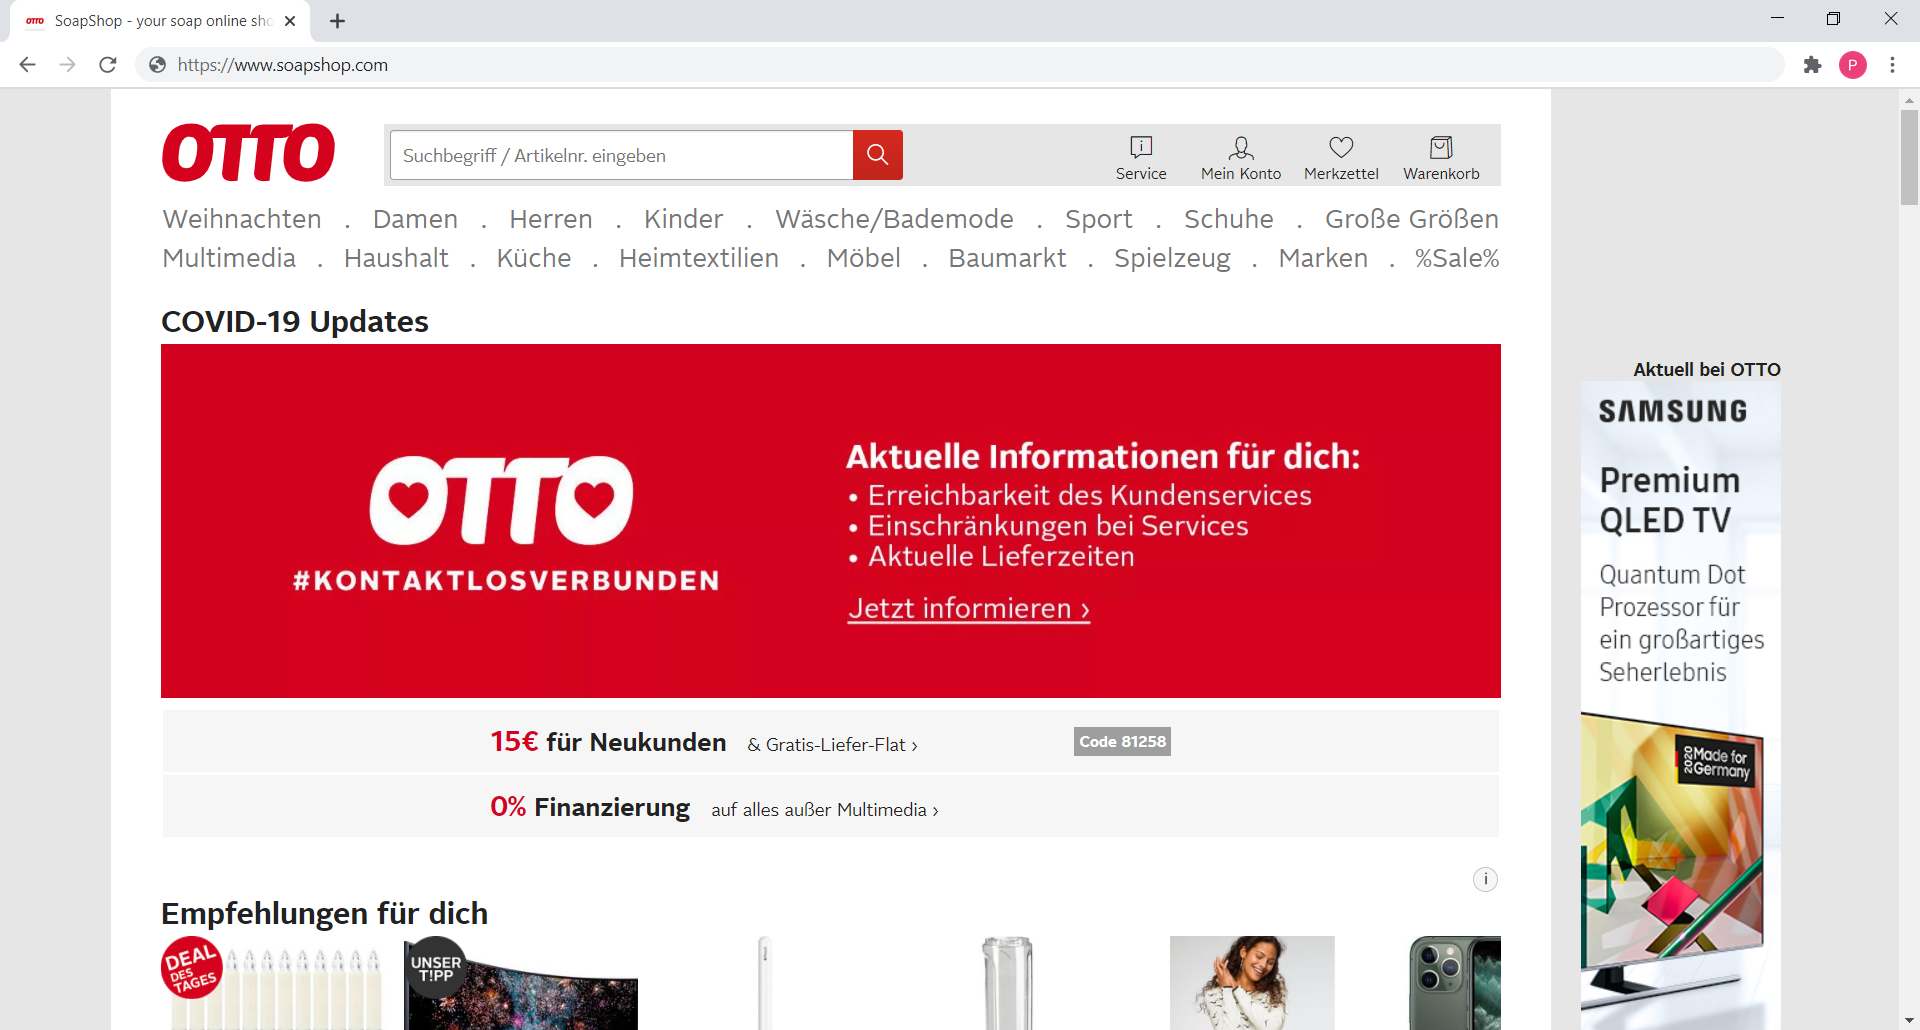 SoapShop - your soap online sho
https://www.soapshop.com
P
OTTO
Suchbegriff / Artikelnr. eingeben
Service
Mein Konto
Merkzettel
Warenkorb
Weihnachten . Damen . Herren . Kinder . Wäsche/Bademode . Sport . Schuhe . Große Größen
Multimedia . Haushalt . Küche . Heimtextilien . Möbel . Baumarkt . Spielzeug . Marken . %Sale%
COVID-19 Updates
OTTO
#KONTAKTLOSVERBUNDEN
Aktuelle Informationen für dich:
• Erreichbarkeit des Kundenservices
• Einschränkungen bei Services
• Aktuelle Lieferzeiten
Jetzt informieren ›
15€ für Neukunden & Gratis-Liefer-Flat › Code 81258
0% Finanzierung auf alles außer Multimedia ›
i
Empfehlungen für dich
DEAL
DES
TAGES
UNSER
T!PP
Aktuell bei OTTO
SAMSUNG
Premium
QLED TV
Quantum Dot
Prozessor für
ein großartiges
Seherlebnis
2020
Made for
Germany